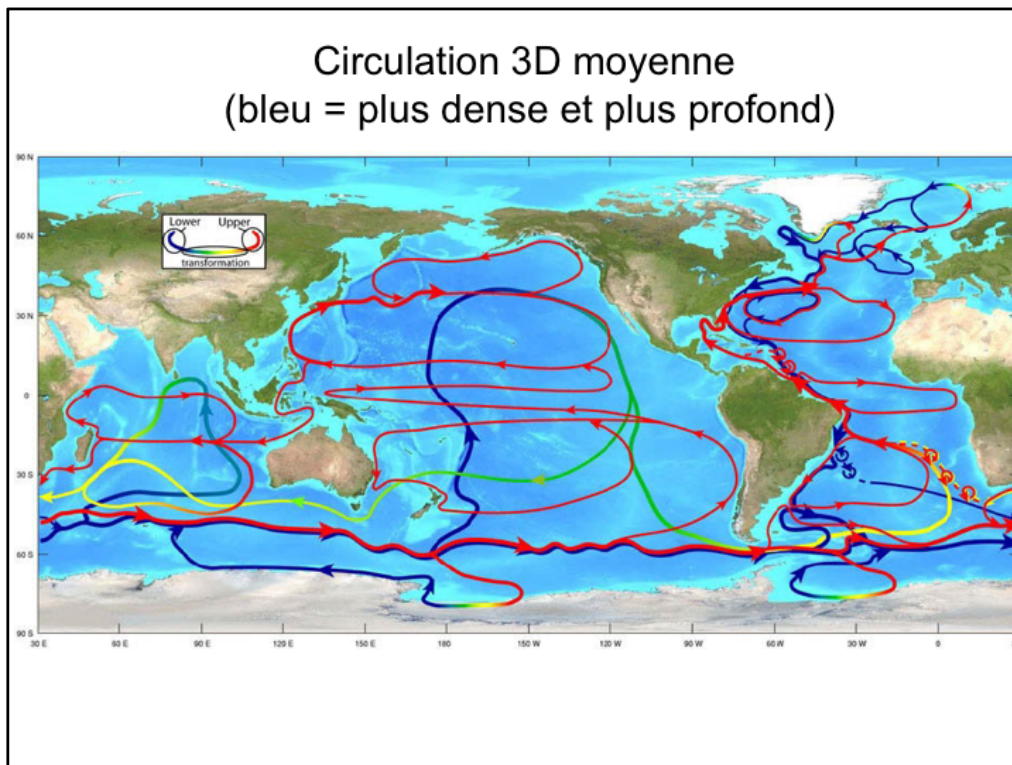 Circulation 3D moyenne
(bleu = plus dense et plus profond)
90 N
Lower Upper
transformation
60 N
30 N
0
30 S
60 S
90 S
30 E 60 E 90 E 120 E 150 E 180 150 W 120 W 90 W 60 W 30 W 0